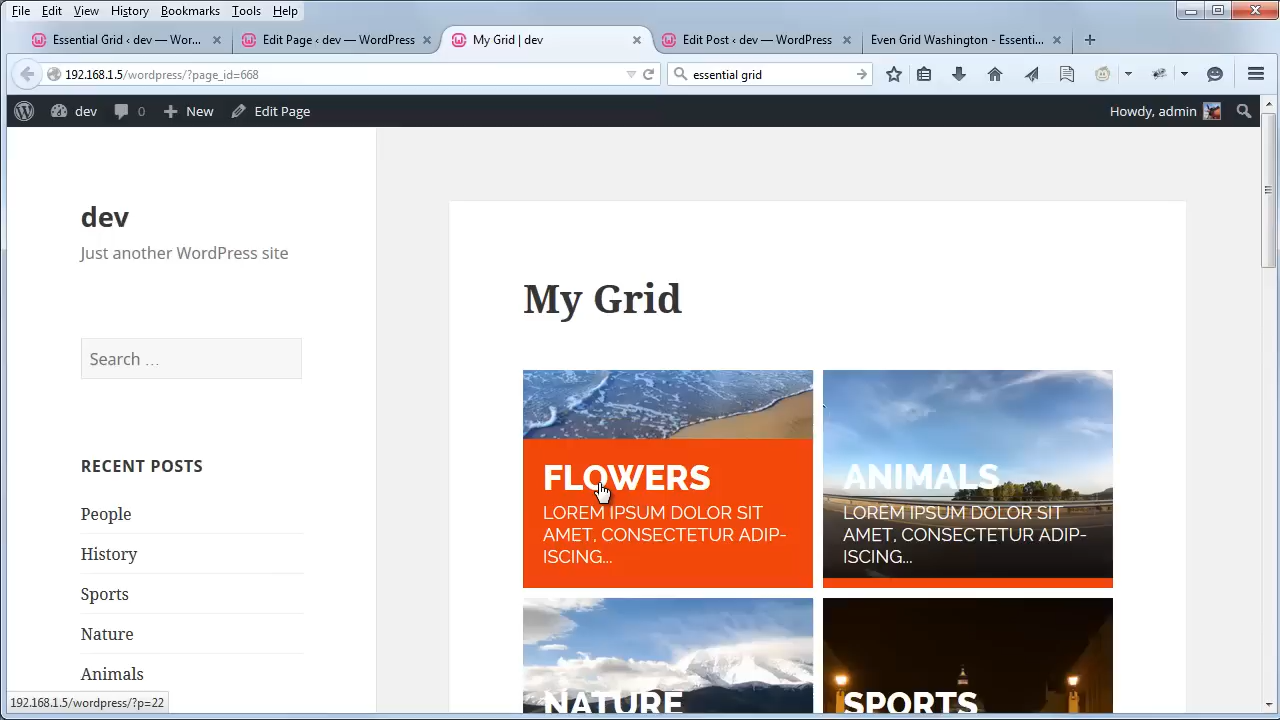 File Edit View History Bookmarks Tools Help
Essential Grid ‹ dev — Wor...
Edit Page ‹ dev — WordPress
My Grid | dev
Edit Post ‹ dev — WordPress
Even Grid Washington - Essenti...
192.168.1.5/wordpress/?page_id=668
essential grid
dev 0 New Edit Page
Howdy, admin
dev
Just another WordPress site
Search ...
RECENT POSTS
People
History
Sports
Nature
Animals
My Grid
FLOWERS
LOREM IPSUM DOLOR SIT
AMET, CONSECTETUR ADIP-
ISCING...
ANIMALS
LOREM IPSUM DOLOR SIT
AMET, CONSECTETUR ADIP-
ISCING...
NATURE
SPORTS
192.168.1.5/wordpress/?p=22